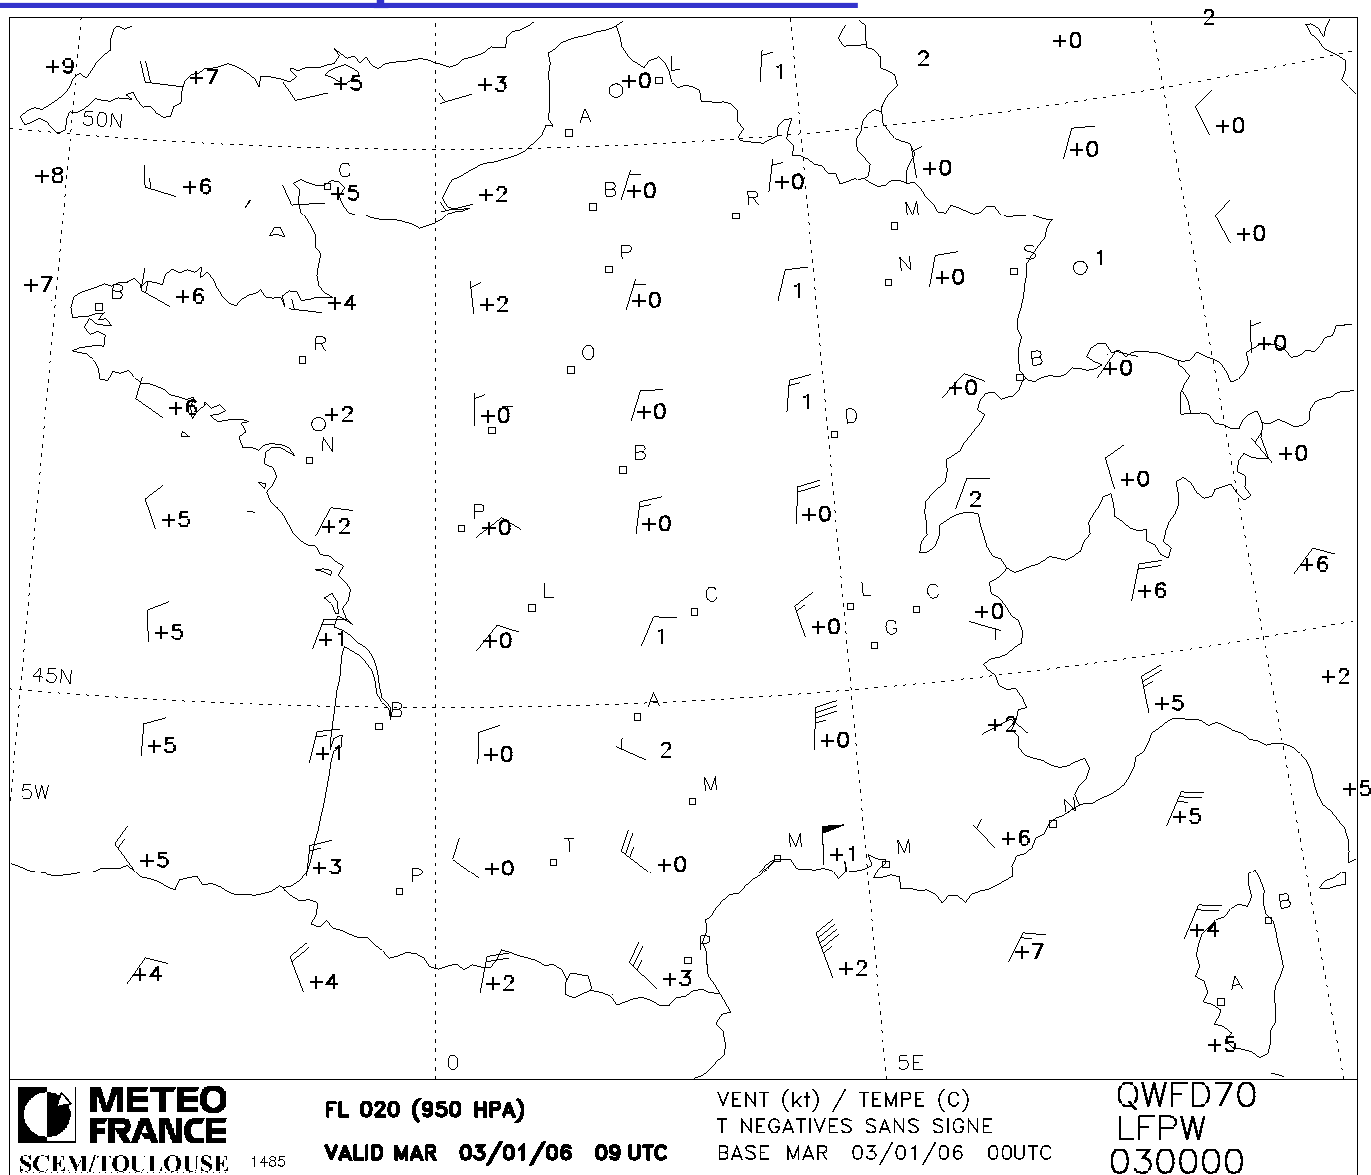 2
+9 +7 +5 +3 +0 L 1 2 +0
50N A +0
+8 +6 C +5 +2 B +0 R +0 +0 +0
M
+7 B +6 +4 +2 P +0 1 N +0 S 1 +0
R O B +0 +0 +0
+6 +2 +0 +0 1 D
N B +0
+5 +2 P +0 +0 +0 2 +0
L C L C +6 +6
+5 +1 +0 1 +0 G +0
45N +2
B A +5
+5 +1 +0 2 +0 +2
5W M N +5
+5 +3 +0 T +0 M +1 M +6 +5
P B
+4 +4 +2 P +3 +2 +7 +4
A
+5
0 5E
METEO
FRANCE
SCEM/TOULOUSE 1485
FL 020 (950 HPA)
VALID MAR 03/01/06 09 UTC
VENT (kt) / TEMPE (C)
T NEGATIVES SANS SIGNE
BASE MAR 03/01/06 00UTC
QWFD70
LFPW
030000